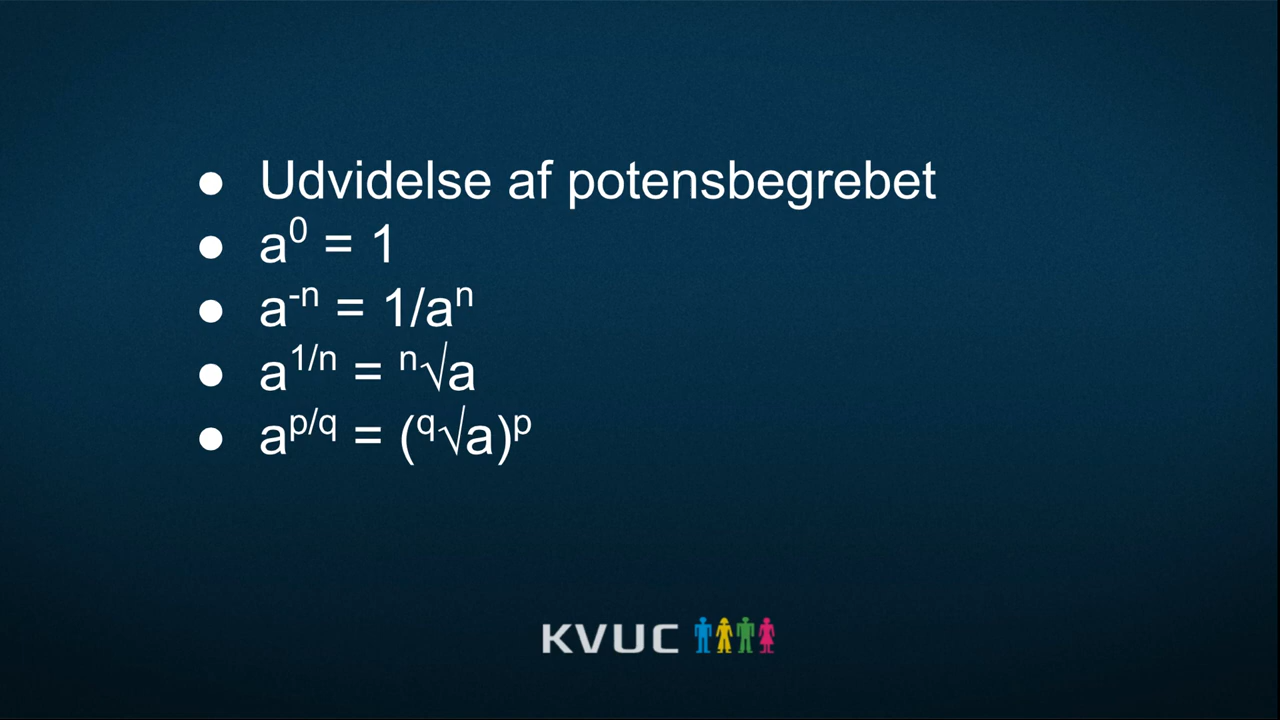 ● Udvidelse af potensbegrebet
● a⁰ = 1
● a⁻ⁿ = 1/aⁿ
● a^(1/n) = ⁿ√a
● a^(p/q) = (^q√a)^p
KVUC